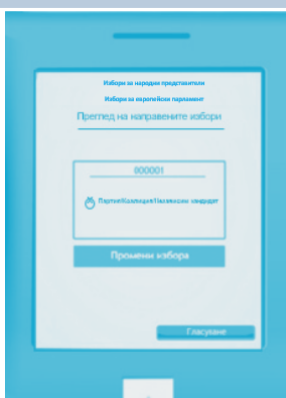 Избори за народни представители
Избори за европейски парламент
Преглед на направените избори
000001
Партия/Коалиция/Независим кандидат
Промени избора
Гласуване